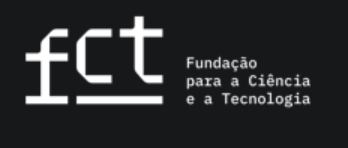 fct
Fundação
para a Ciência
e a Tecnologia